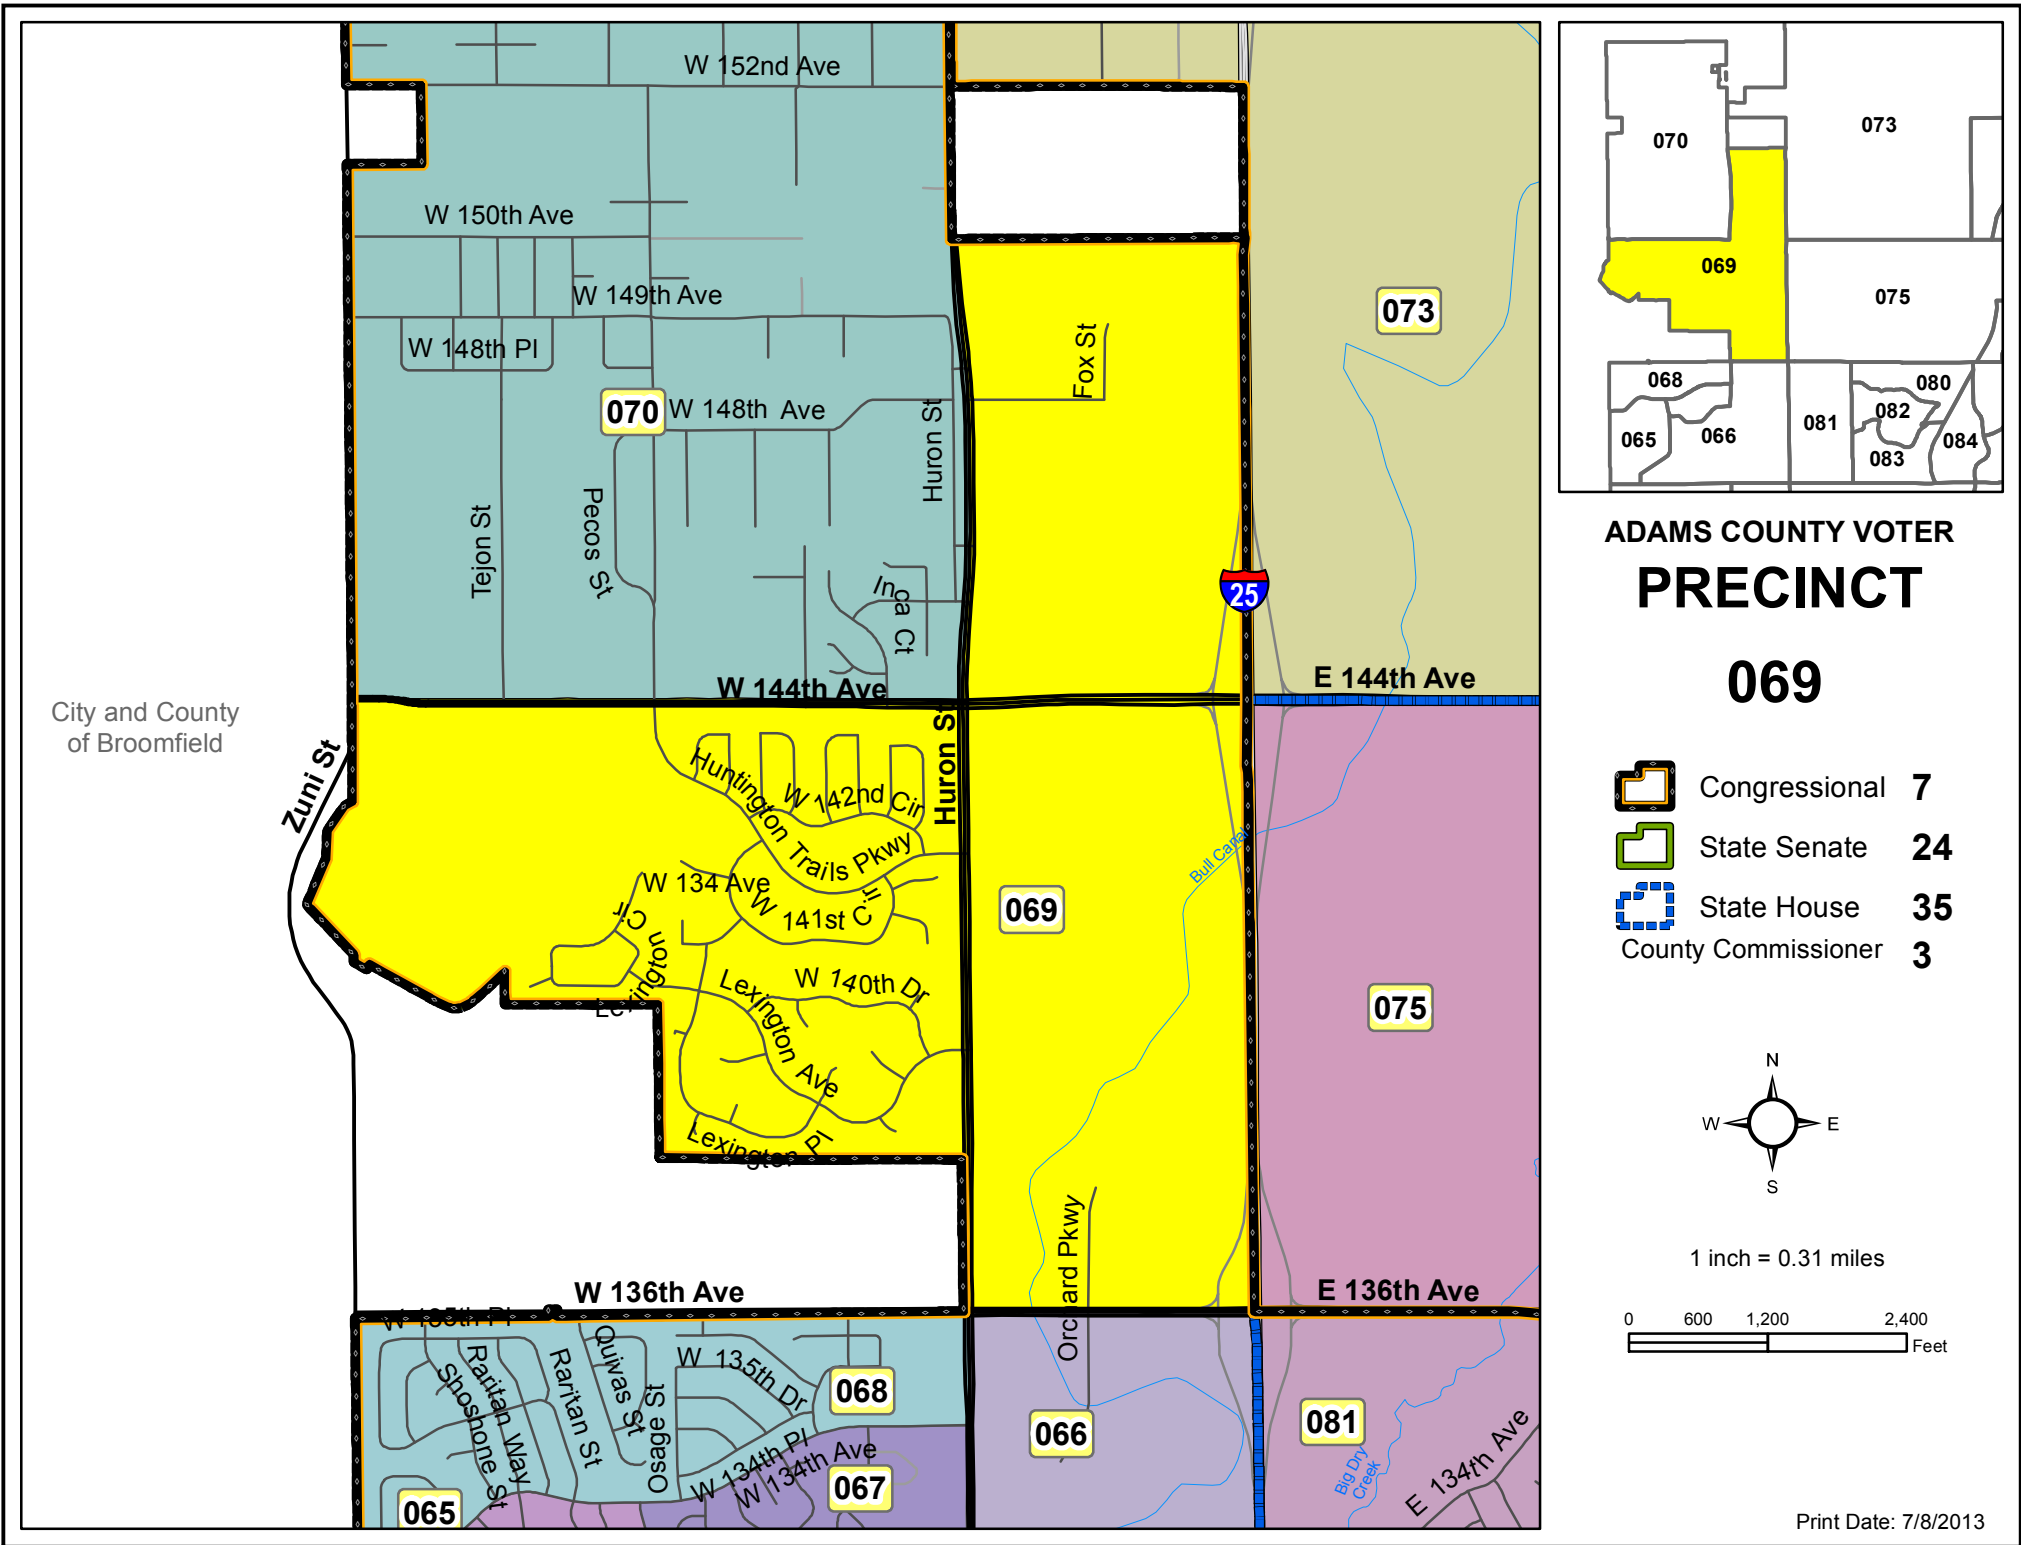 W 152nd Ave
W 150th Ave
W 149th Ave
W 148th Pl
070
W 148th Ave
Huron St
Fox St
073
Tejon St
Pecos St
Inca Ct
25
W 144th Ave
E 144th Ave
City and County
of Broomfield
Zuni St
Huron St
Huntington Trails Pkwy
W 142nd Cir
Bull Canal
W 134 Ave
W 141st Cir
069
Lexington Cir
Lexington Ave
W 140th Dr
075
Lexington Pl
Orchard Pkwy
W 136th Ave
E 136th Ave
W 135th Pl
Shoshone St
Raritan Way
Raritan St
Quivas St
Osage St
W 135th Dr
068
W 134th Pl
W 134th Ave
067
065
066
081
Big Dry
Creek
E 134th Ave
070
073
069
075
068
080
082
065
066
081
084
083
ADAMS COUNTY VOTER
PRECINCT
069
Congressional 7
State Senate 24
State House 35
County Commissioner 3
N
W E
S
1 inch = 0.31 miles
0 600 1,200 2,400
Feet
Print Date: 7/8/2013